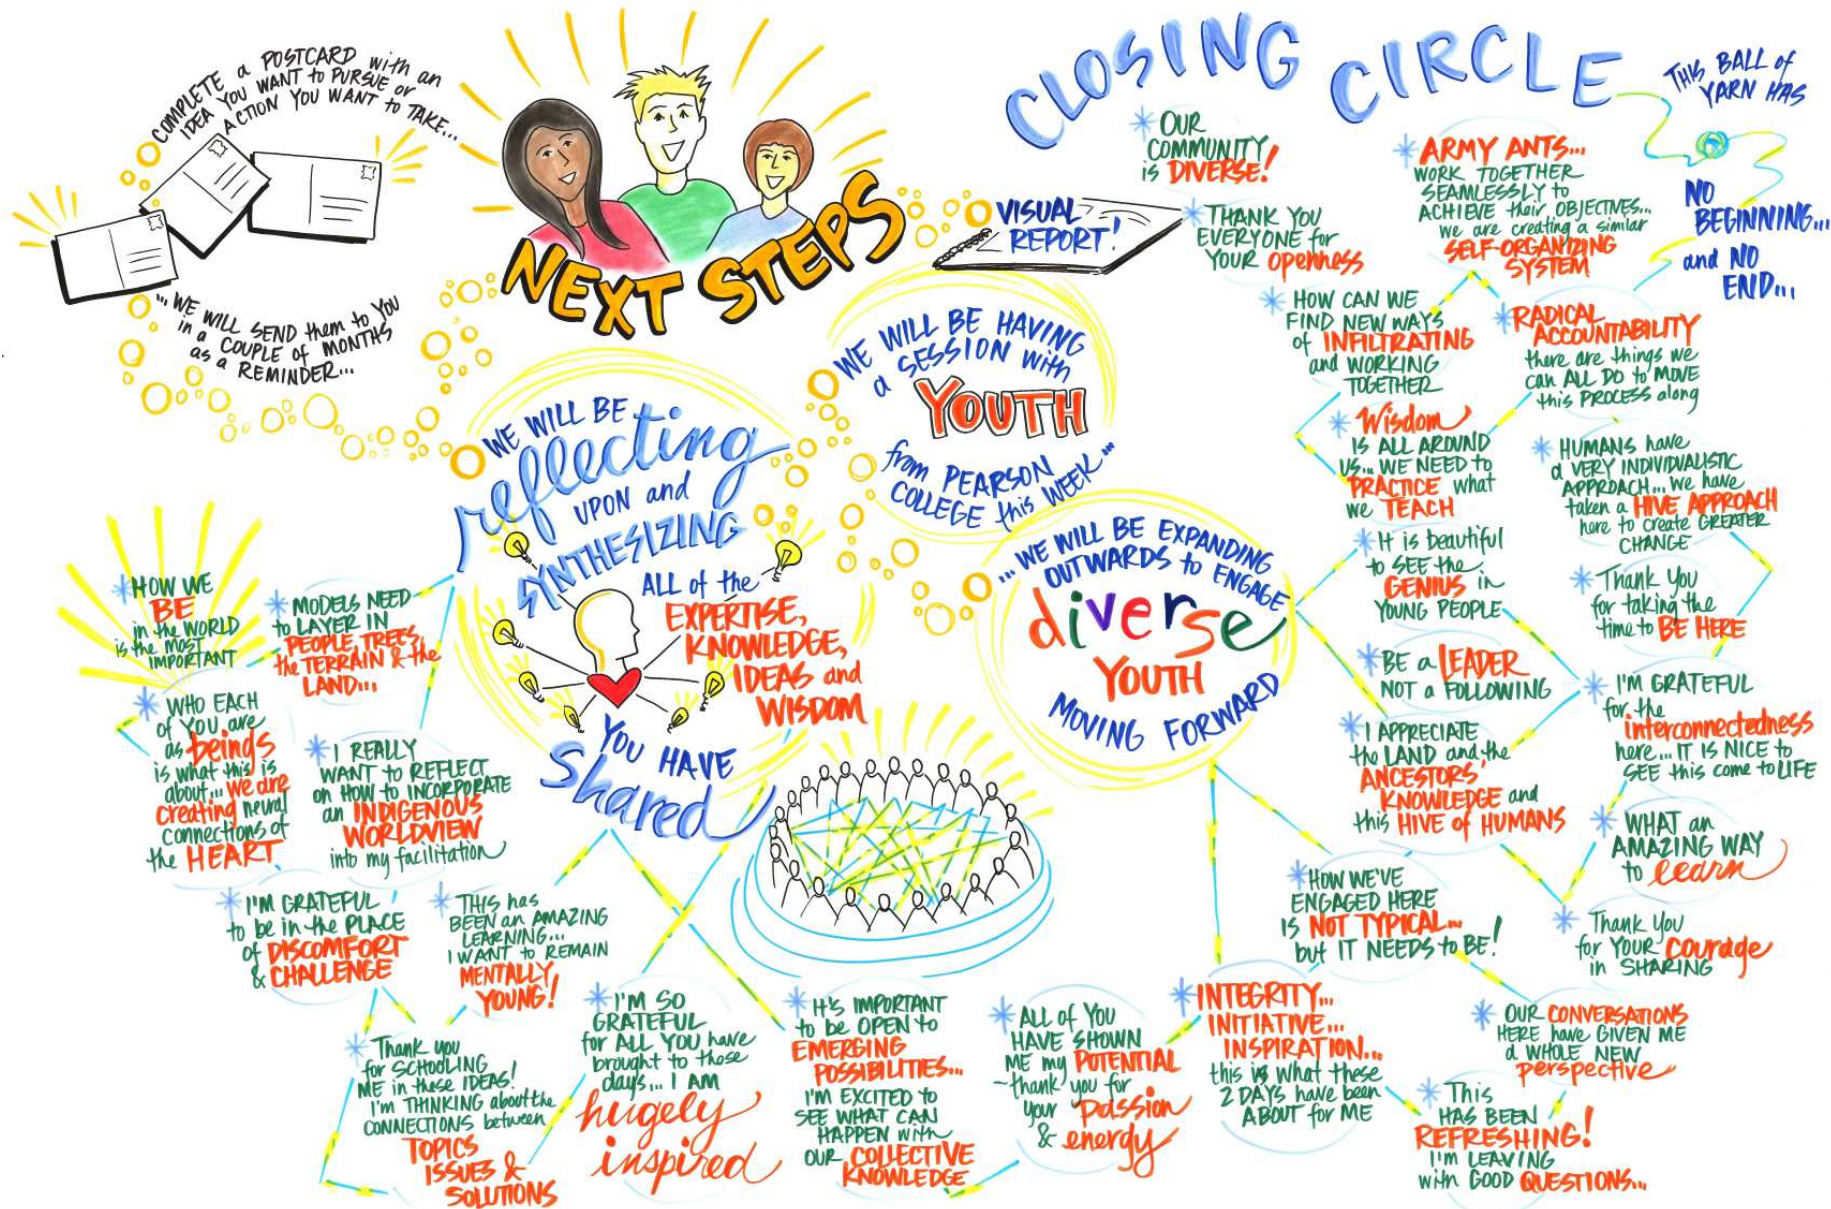 COMPLETE a POSTCARD with an
IDEA YOU WANT to PURSUE or
ACTION YOU WANT to TAKE...
...WE WILL SEND them to YOU
in a COUPLE of MONTHS
as a REMINDER...
NEXT STEPS
VISUAL
REPORT!
WE WILL BE HAVING
a SESSION with
YOUTH
from PEARSON
COLLEGE this WEEK...
...WE WILL BE EXPANDING
OUTWARDS to ENGAGE
diverse
YOUTH
MOVING FORWARD
WE WILL BE
reflecting
UPON and
SYNTHESIZING
ALL of the
EXPERTISE,
KNOWLEDGE,
IDEAS and
WISDOM
YOU HAVE
Shared
CLOSING CIRCLE
THIS BALL of
YARN HAS
NO
BEGINNING...
and NO
END...
* OUR
COMMUNITY
is DIVERSE!
* THANK YOU
EVERYONE for
YOUR openness
* HOW CAN WE
FIND NEW WAYS
of INFILTRATING
and WORKING
TOGETHER
* Wisdom
IS ALL AROUND
US... WE NEED to
PRACTICE what
we TEACH
* IT is beautiful
to SEE the
GENIUS in
YOUNG PEOPLE
* BE a LEADER
NOT a FOLLOWING
* I APPRECIATE
the LAND and the
ANCESTORS'
KNOWLEDGE and
this HIVE of HUMANS
* HOW WE'VE
ENGAGED HERE
is NOT TYPICAL...
but IT NEEDS to BE!
* ARMY ANTS...
WORK TOGETHER
SEAMLESSLY to
ACHIEVE their OBJECTIVES...
we are creating a similar
SELF-ORGANIZING
SYSTEM
* RADICAL
ACCOUNTABILITY
there are things we
can ALL DO to MOVE
this PROCESS along
* HUMANS have
a VERY INDIVIDUALISTIC
APPROACH... we have
taken a HIVE APPROACH
here to create GREATER
CHANGE
* Thank You
for taking the
time to BE HERE
* I'M GRATEFUL
for the
interconnectedness
here... IT IS NICE to
SEE this come to LIFE
* WHAT an
AMAZING WAY
to learn
* Thank You
for YOUR courage
in SHARING
* OUR CONVERSATIONS
HERE have GIVEN ME
a WHOLE NEW
perspective
* This
HAS BEEN
REFRESHING!
I'M LEAVING
with GOOD QUESTIONS...
* INTEGRITY...
INITIATIVE...
INSPIRATION...
this is what these
2 DAYS have been
ABOUT for ME
* ALL of YOU
HAVE SHOWN
ME my POTENTIAL
~thank you for
your passion
& energy
* It's IMPORTANT
to be OPEN to
EMERGING
POSSIBILITIES...
I'M EXCITED to
SEE WHAT CAN
HAPPEN with
OUR COLLECTIVE
KNOWLEDGE
* I'M SO
GRATEFUL
for ALL YOU have
brought to these
days... I AM
hugely
inspired
* THIS has
BEEN an AMAZING
LEARNING...
I WANT to REMAIN
MENTALLY
YOUNG!
* Thank you
for SCHOOLING
ME in these IDEAS!
I'm THINKING about the
CONNECTIONS between
TOPICS
ISSUES &
SOLUTIONS
* I'M GRATEFUL
to be in the PLACE
of DISCOMFORT
& CHALLENGE
* I REALLY
WANT to REFLECT
on HOW to INCORPORATE
an INDIGENOUS
WORLDVIEW
into my facilitation
* MODELS NEED
to LAYER IN
PEOPLE, TREES,
the TERRAIN & the
LAND...
* HOW WE
BE
in the WORLD
is the MOST
IMPORTANT
* WHO EACH
of YOU are
as beings
is what this is
about... we are
creating neural
connections of
the HEART